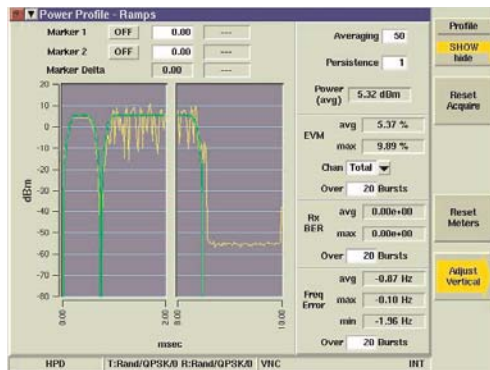 Power Profile - Ramps
Marker 1 OFF 0.00 ---
Marker 2 OFF 0.00 ---
Marker Delta 0.00 ---
Averaging 50
Persistence 1
Power (avg) 5.32 dBm
EVM avg 5.37 %
max 9.89 %
Chan Total
Over 20 Bursts
Rx BER avg 0.00e+00
max 0.00e+00
Over 20 Bursts
Freq Error avg -0.87 Hz
max -0.10 Hz
min -1.96 Hz
Over 20 Bursts
dBm
20
10
0
-10
-20
-30
-40
-50
-60
-70
-80
0.00
2.00
8.00
10.00
msec
Profile
SHOW
hide
Reset
Acquire
Reset
Meters
Adjust
Vertical
HPD T:Rand/QPSK/0 R:Rand/QPSK/0 VNC INT